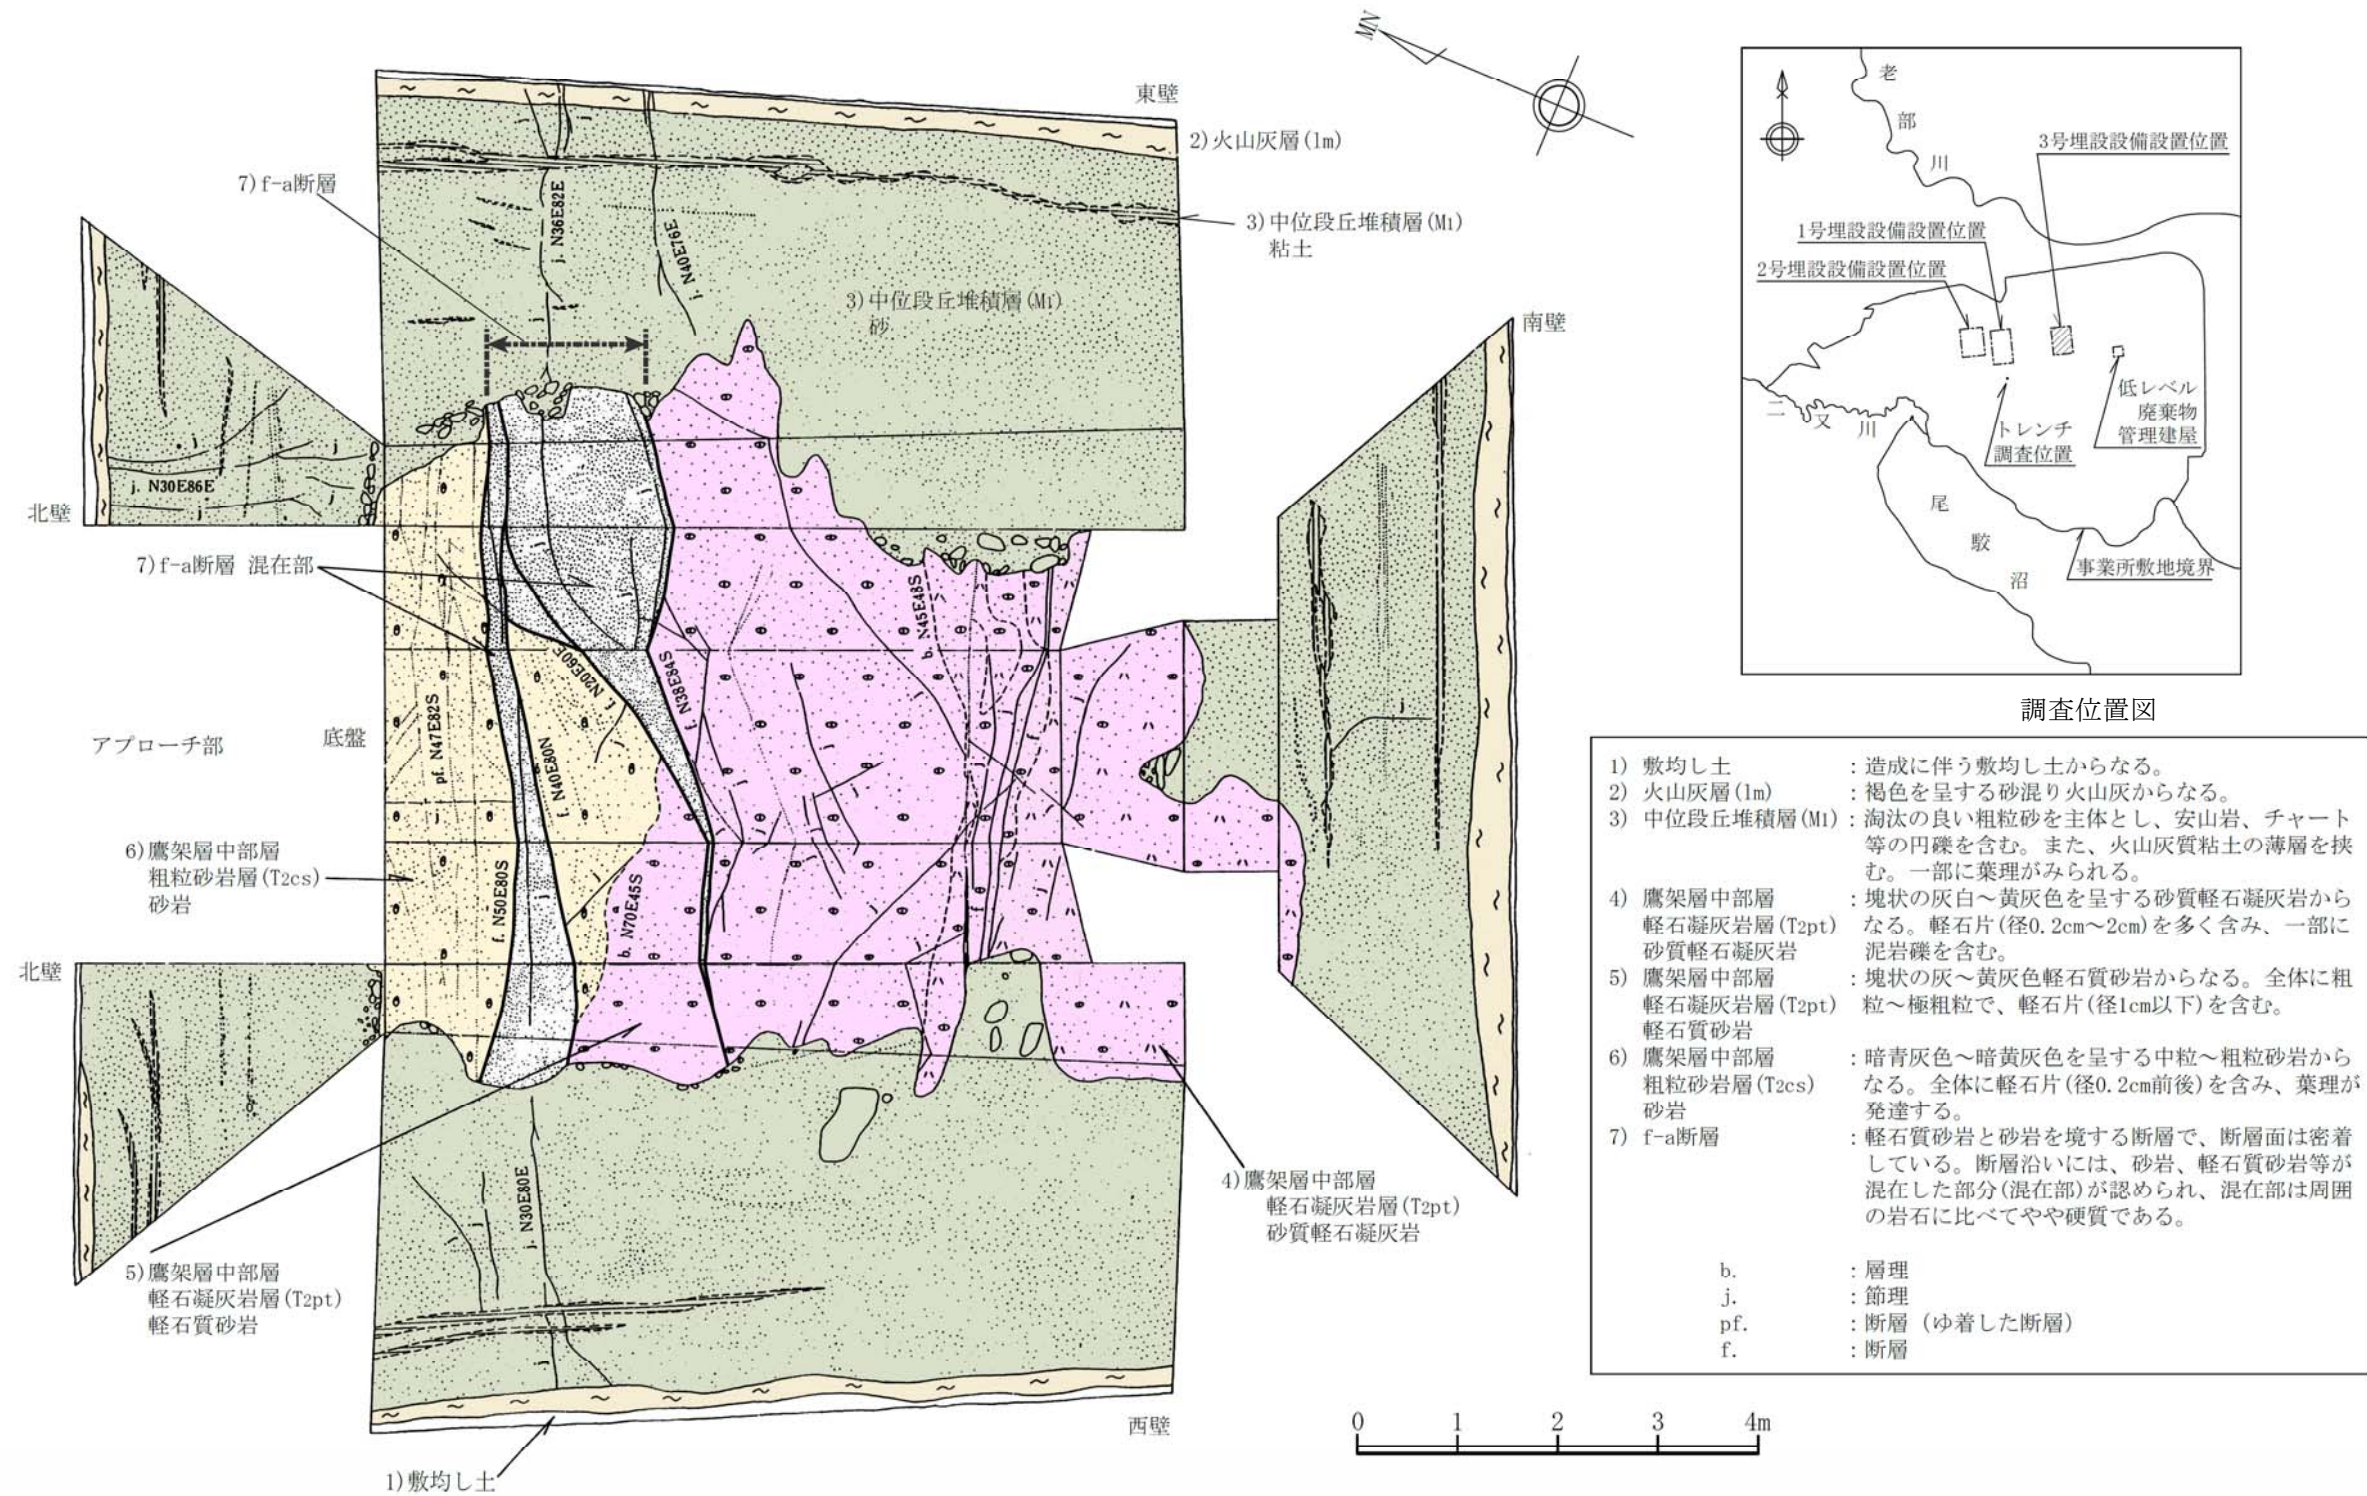 MN
東壁
2)火山灰層(lm)
7)f-a断層
3)中位段丘堆積層(M1)
粘土
j. N36E82E
j. N40E76E
3)中位段丘堆積層(M1)
砂
南壁
j. N30E86E
北壁
7)f-a断層 混在部
b. N45E48S
f. N20E60E
f. N38E84S
pf. N47E82S
f. N40E80N
アプローチ部
底盤
6)鷹架層中部層
粗粒砂岩層(T2cs)
砂岩
f. N50E80S
b. N70E45S
北壁
j. N30E80E
4)鷹架層中部層
軽石凝灰岩層(T2pt)
砂質軽石凝灰岩
5)鷹架層中部層
軽石凝灰岩層(T2pt)
軽石質砂岩
西壁
1)敷均し土
老
部
川
3号埋設設備設置位置
1号埋設設備設置位置
2号埋設設備設置位置
二
又
川
トレンチ
調査位置
低レベル
廃棄物
管理建屋
尾
駮
沼
事業所敷地境界
調査位置図
1) 敷均し土 :造成に伴う敷均し土からなる。
2) 火山灰層(lm) :褐色を呈する砂混り火山灰からなる。
3) 中位段丘堆積層(M1):淘汰の良い粗粒砂を主体とし、安山岩、チャート
等の円礫を含む。また、火山灰質粘土の薄層を挟
む。一部に葉理がみられる。
4) 鷹架層中部層 :塊状の灰白～黄灰色を呈する砂質軽石凝灰岩から
軽石凝灰岩層(T2pt) なる。軽石片(径0.2cm～2cm)を多く含み、一部に
砂質軽石凝灰岩 泥岩礫を含む。
5) 鷹架層中部層 :塊状の灰～黄灰色軽石質砂岩からなる。全体に粗
軽石凝灰岩層(T2pt) 粒～極粗粒で、軽石片(径1cm以下)を含む。
軽石質砂岩
6) 鷹架層中部層 :暗青灰色～暗黄灰色を呈する中粒～粗粒砂岩から
粗粒砂岩層(T2cs) なる。全体に軽石片(径0.2cm前後)を含み、葉理が
砂岩 発達する。
7) f-a断層 :軽石質砂岩と砂岩を境する断層で、断層面は密着
している。断層沿いには、砂岩、軽石質砂岩等が
混在した部分(混在部)が認められ、混在部は周囲
の岩石に比べてやや硬質である。
b. :層理
j. :節理
pf. :断層（ゆ着した断層）
f. :断層
0 1 2 3 4m